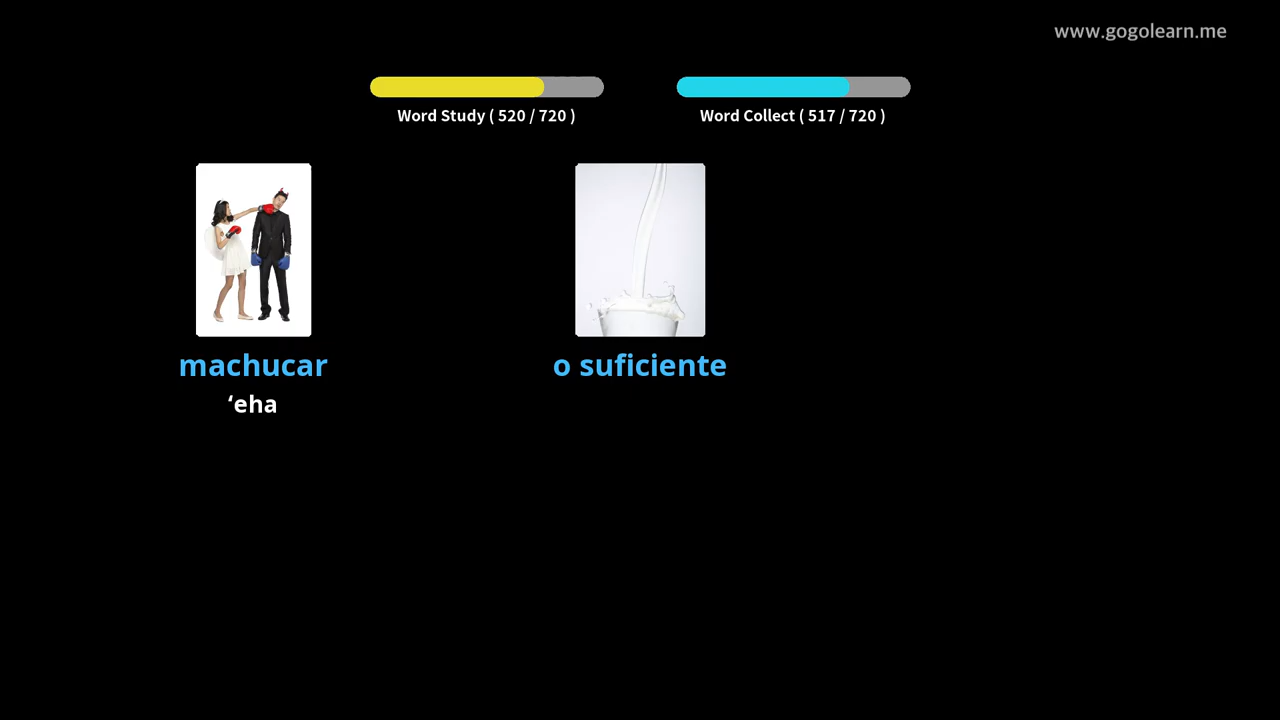 www.gogolearn.me
Word Study ( 520 / 720 )
Word Collect ( 517 / 720 )
machucar
ʻeha
o suficiente